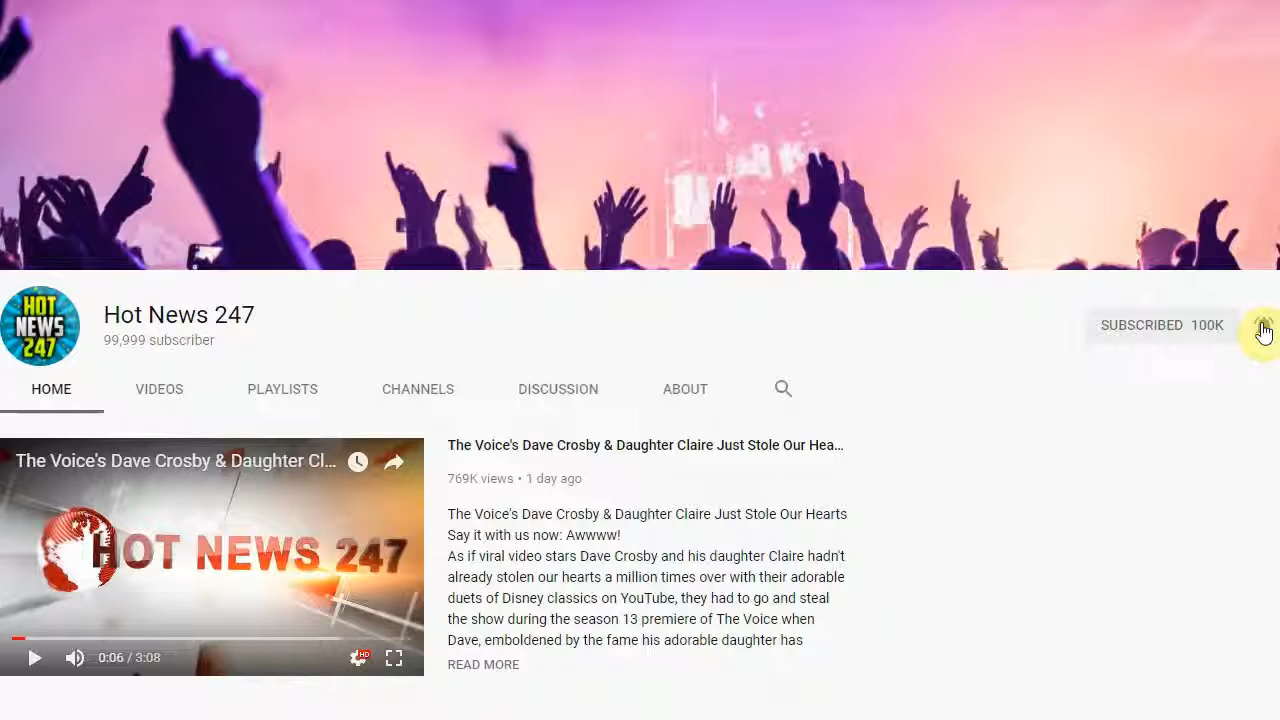 HOT
NEWS
247
Hot News 247
99,999 subscriber
SUBSCRIBED 100K
HOME VIDEOS PLAYLISTS CHANNELS DISCUSSION ABOUT
The Voice's Dave Crosby & Daughter Cl...
HOT NEWS 247
0:06 / 3:08
HD
The Voice's Dave Crosby & Daughter Claire Just Stole Our Hea...
769K views • 1 day ago
The Voice's Dave Crosby & Daughter Claire Just Stole Our Hearts
Say it with us now: Awwww!
As if viral video stars Dave Crosby and his daughter Claire hadn't
already stolen our hearts a million times over with their adorable
duets of Disney classics on YouTube, they had to go and steal
the show during the season 13 premiere of The Voice when
Dave, emboldened by the fame his adorable daughter has
READ MORE